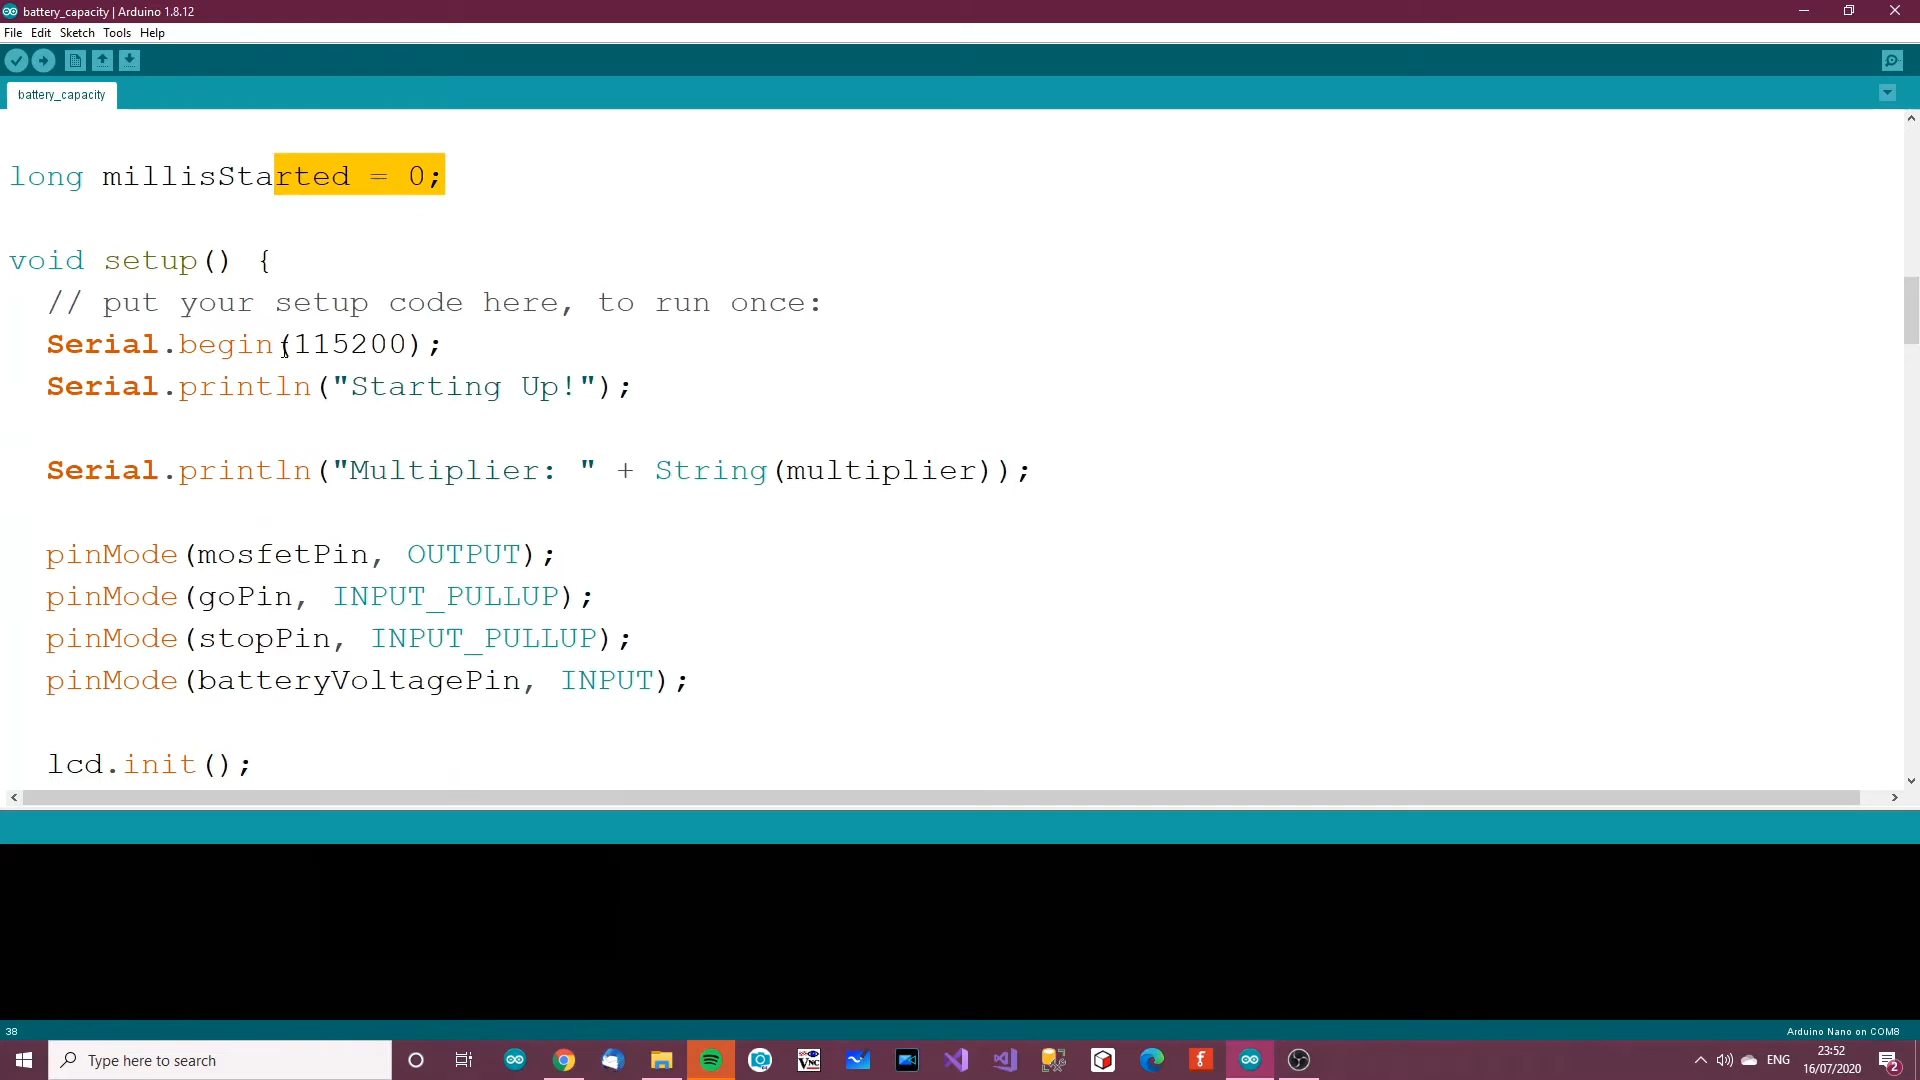 battery_capacity | Arduino 1.8.12
File Edit Sketch Tools Help
battery_capacity
long millisStarted = 0;
void setup() {
// put your setup code here, to run once:
Serial.begin(115200);
Serial.println("Starting Up!");
Serial.println("Multiplier: " + String(multiplier));
pinMode(mosfetPin, OUTPUT);
pinMode(goPin, INPUT_PULLUP);
pinMode(stopPin, INPUT_PULLUP);
pinMode(batteryVoltagePin, INPUT);
lcd.init();
38
Arduino Nano on COM8
Type here to search
VNC
ENG
23:52
16/07/2020
2